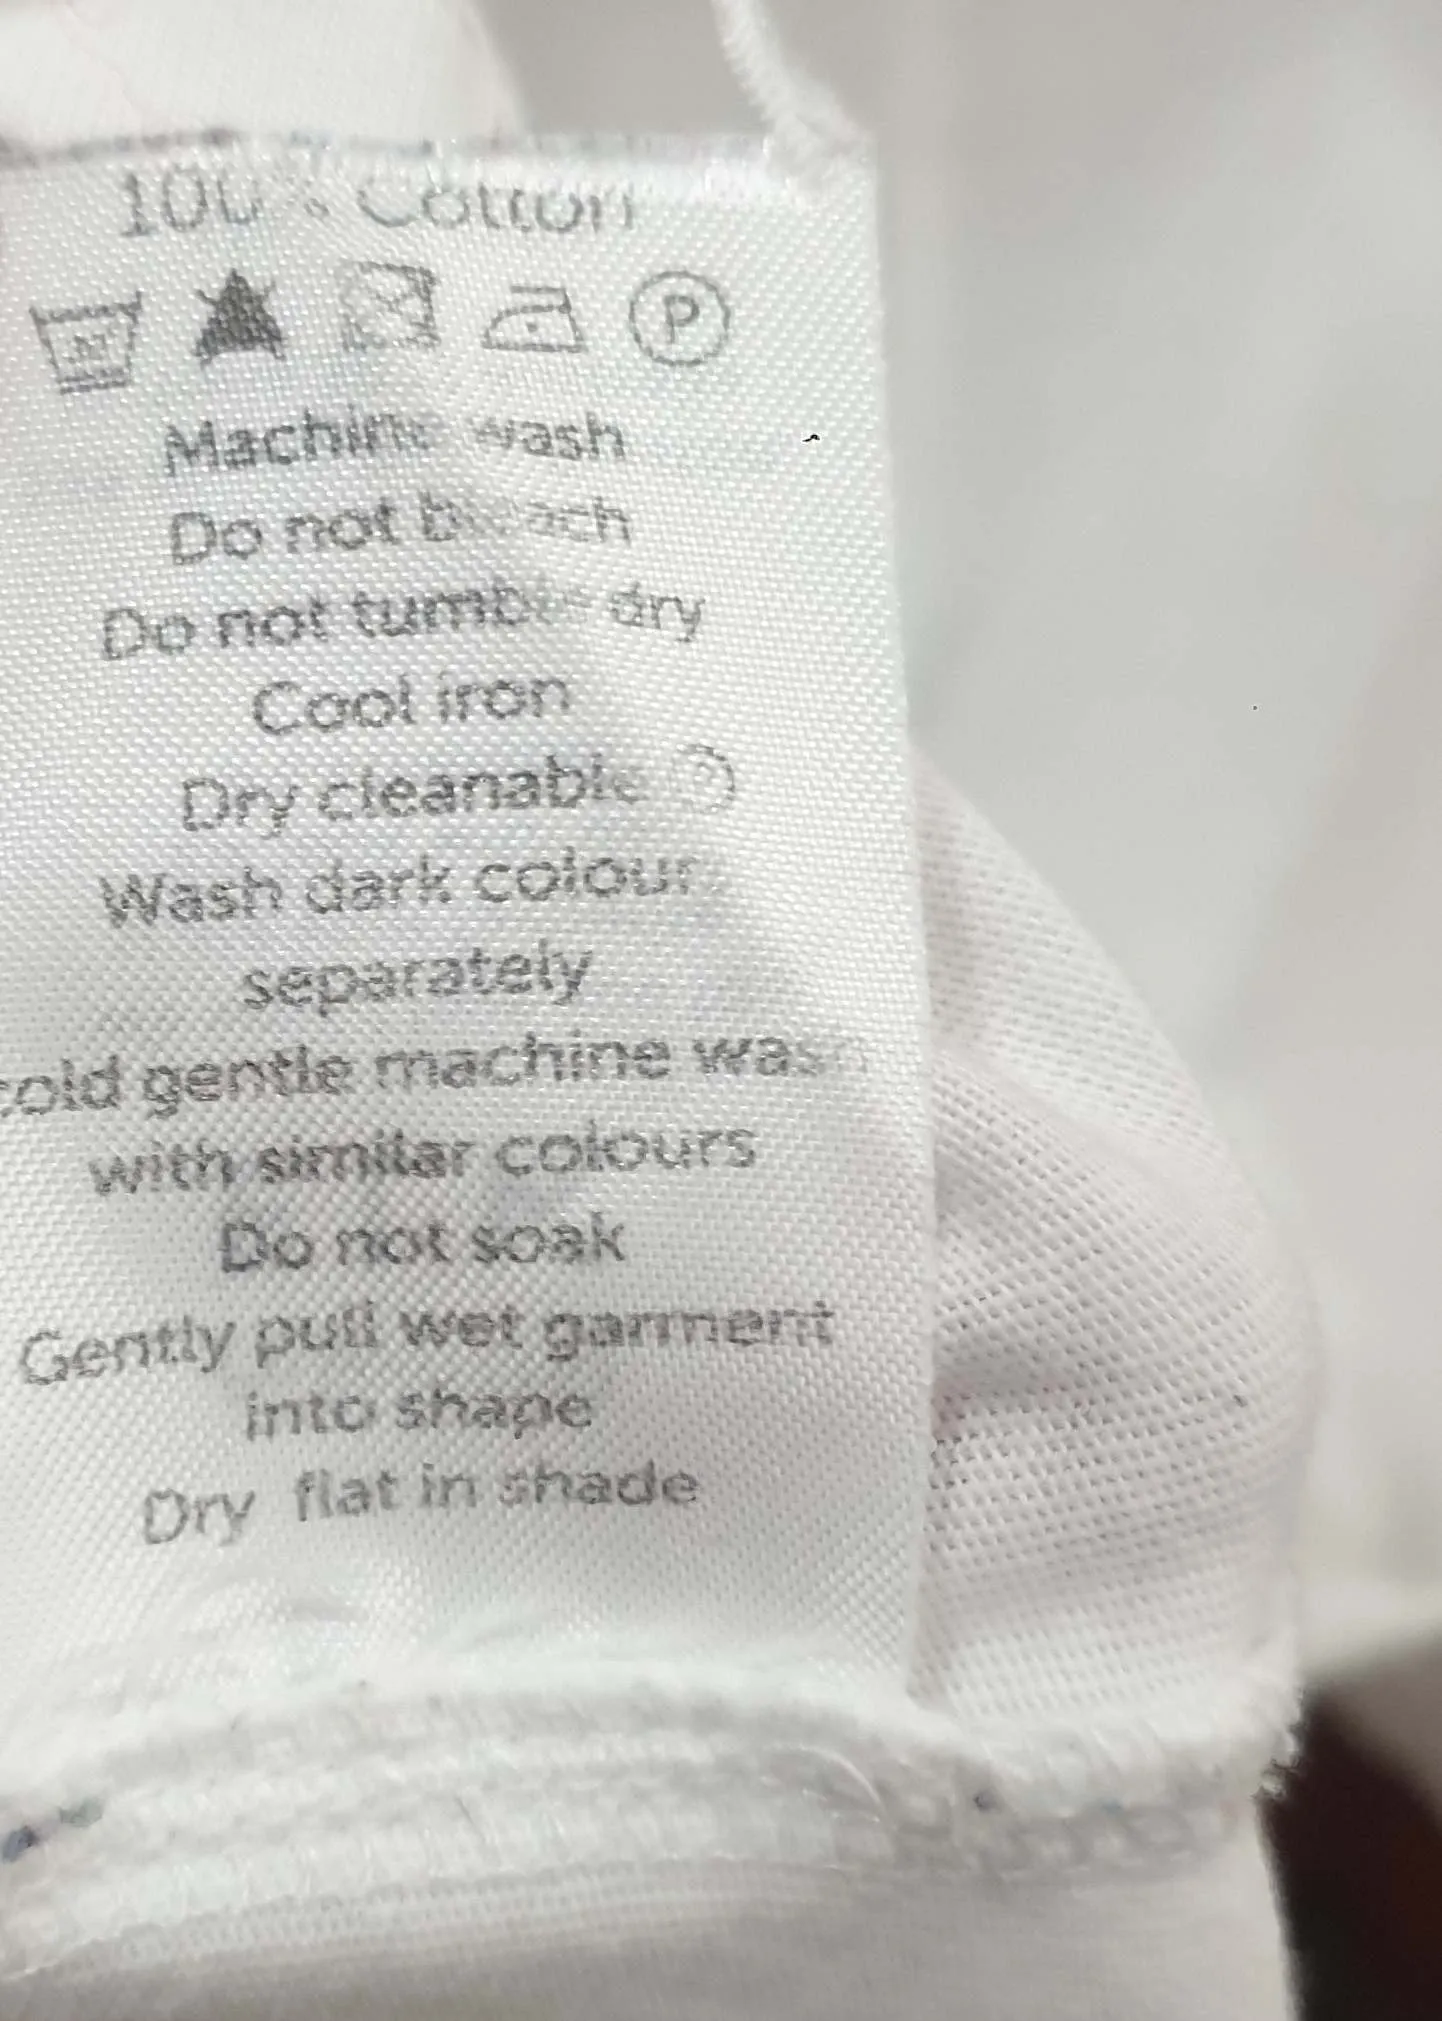 100% Cotton
P
Machine wash
Do not bleach
Do not tumble dry
Cool iron
Dry cleanable P
Wash dark colours
separately
cold gentle machine wash
with similar colours
Do not soak
Gently pull wet garment
into shape
Dry flat in shade